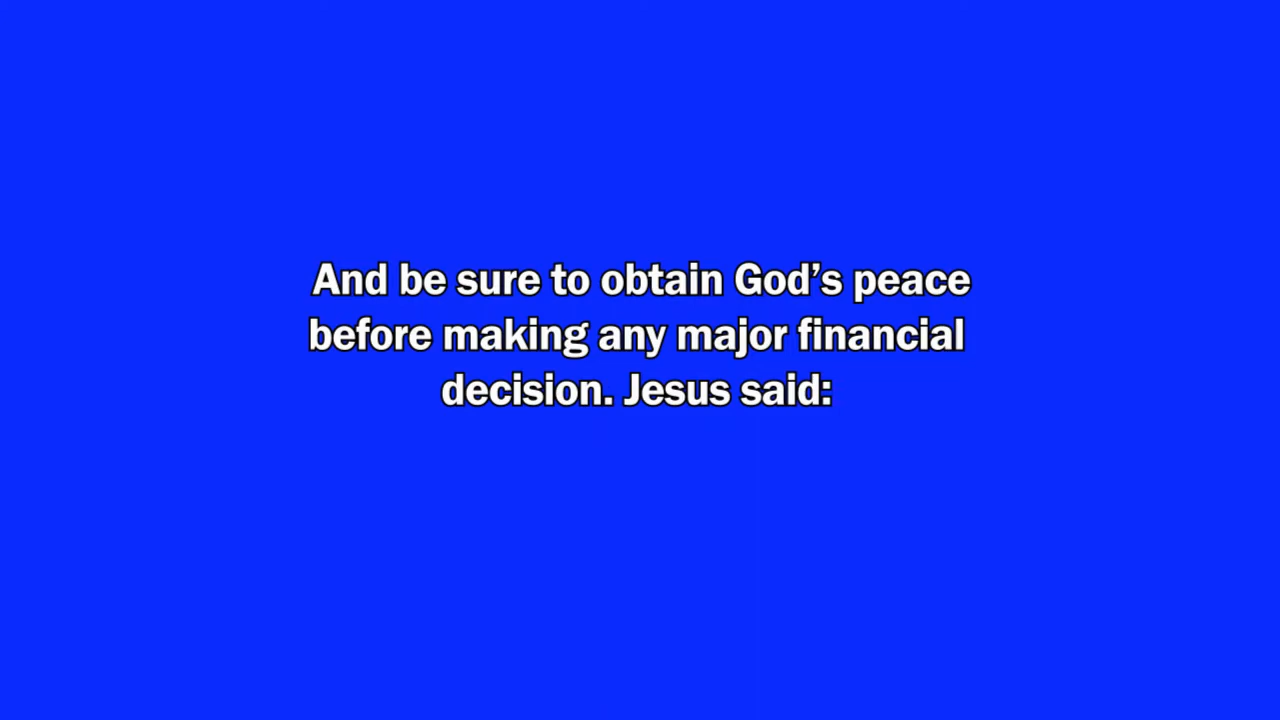 And be sure to obtain God’s peace
before making any major financial
decision. Jesus said: